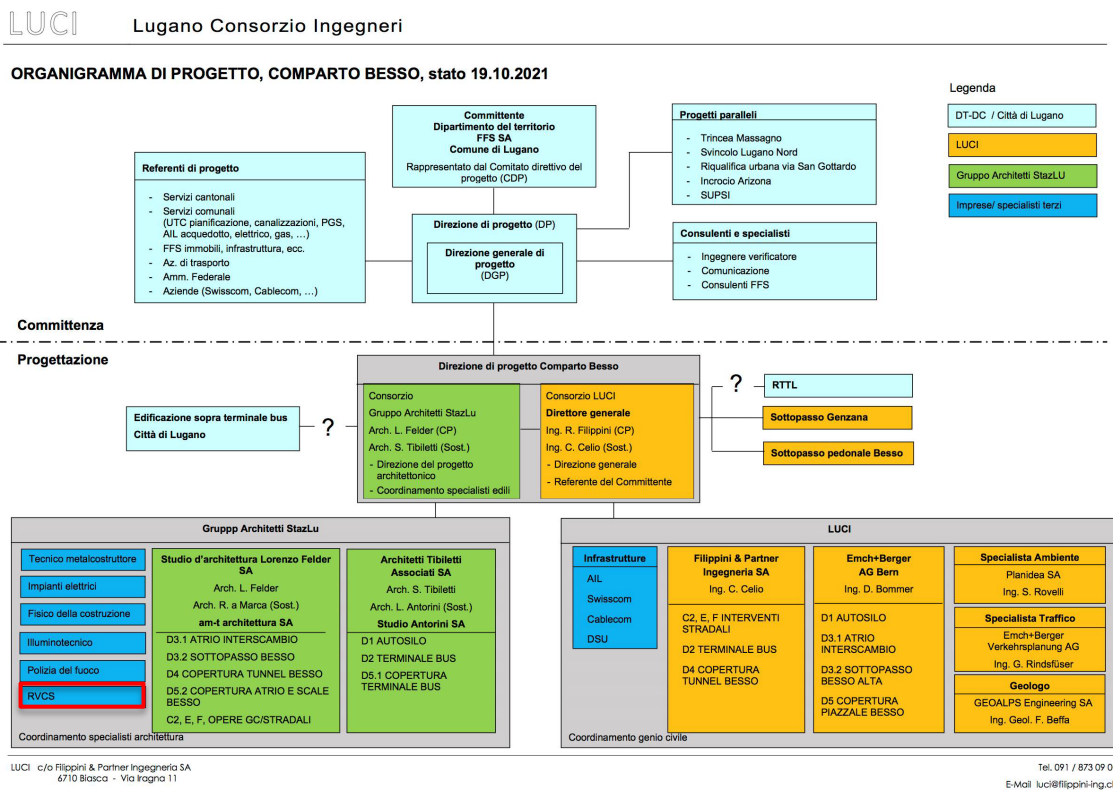 LUCI Lugano Consorzio Ingegneri
ORGANIGRAMMA DI PROGETTO, COMPARTO BESSO, stato 19.10.2021
Legenda
DT-DC / Città di Lugano
LUCI
Gruppo Architetti StazLU
Imprese/ specialisti terzi
Committente
Dipartimento del territorio
FFS SA
Comune di Lugano
Rappresentato dal Comitato direttivo del
progetto (CDP)
Progetti paralleli
- Trincea Massagno
- Svincolo Lugano Nord
- Riqualifica urbana via San Gottardo
- Incrocio Arizona
- SUPSI
Referenti di progetto
- Servizi cantonali
- Servizi comunali
(UTC pianificazione, canalizzazioni, PGS,
AIL acquedotto, elettrico, gas, …)
- FFS immobili, infrastruttura, ecc.
- Az. di trasporto
- Amm. Federale
- Aziende (Swisscom, Cablecom, …)
Direzione di progetto (DP)
Direzione generale di
progetto
(DGP)
Consulenti e specialisti
- Ingegnere verificatore
- Comunicazione
- Consulenti FFS
Committenza
Progettazione
Direzione di progetto Comparto Besso
Consorzio
Gruppo Architetti StazLu
Arch. L. Felder (CP)
Arch. S. Tibiletti (Sost.)
- Direzione del progetto
architettonico
- Coordinamento specialisti edili
Consorzio LUCI
Direttore generale
Ing. R. Filippini (CP)
Ing. C. Celio (Sost.)
- Direzione generale
- Referente del Committente
Edificazione sopra terminale bus
Città di Lugano
?
?
RTTL
Sottopasso Genzana
Sottopasso pedonale Besso
Gruppp Architetti StazLu
Tecnico metalcostruttore
Impianti elettrici
Fisico della costruzione
Illuminotecnico
Polizia del fuoco
RVCS
Studio d'architettura Lorenzo Felder
SA
Arch. L. Felder
Arch. R. a Marca (Sost.)
am-t architettura SA
D3.1 ATRIO INTERSCAMBIO
D3.2 SOTTOPASSO BESSO
D4 COPERTURA TUNNEL BESSO
D5.2 COPERTURA ATRIO E SCALE
BESSO
C2, E, F, OPERE GC/STRADALI
Architetti Tibiletti
Associati SA
Arch. S. Tibiletti
Arch. L. Antorini (Sost.)
Studio Antorini SA
D1 AUTOSILO
D2 TERMINALE BUS
D5.1 COPERTURA
TERMINALE BUS
Coordinamento specialisti architettura
LUCI
Infrastrutture
AIL
Swisscom
Cablecom
DSU
Filippini & Partner
Ingegneria SA
Ing. C. Celio
C2, E, F INTERVENTI
STRADALI
D2 TERMINALE BUS
D4 COPERTURA
TUNNEL BESSO
Emch+Berger
AG Bern
Ing. D. Bommer
D1 AUTOSILO
D3.1 ATRIO
INTERSCAMBIO
D3.2 SOTTOPASSO
BESSO ALTA
D5 COPERTURA
PIAZZALE BESSO
Specialista Ambiente
Planidea SA
Ing. S. Rovelli
Specialista Traffico
Emch+Berger
Verkehrsplanung AG
Ing. G. Rindsfüser
Geologo
GEOALPS Engineering SA
Ing. Geol. F. Beffa
Coordinamento genio civile
LUCI c/o Filippini & Partner Ingegneria SA
6710 Biasca - Via Iragna 11
Tel. 091 / 873 09 0
E-Mail luci@filippini-ing.c